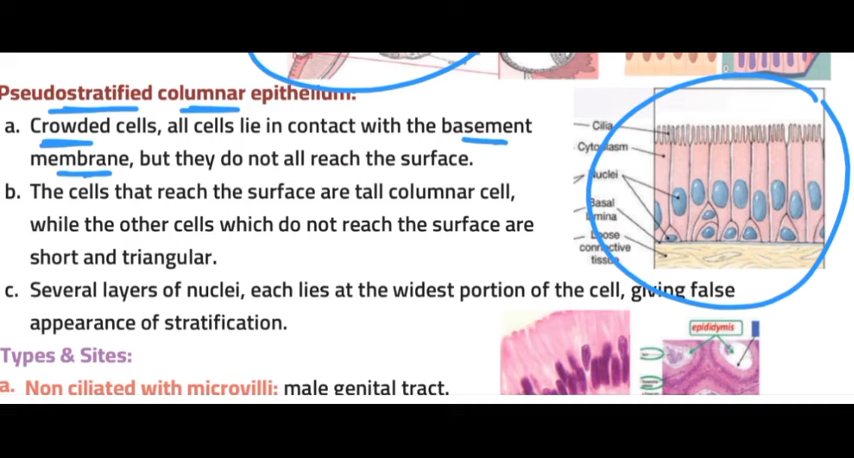 Pseudostratified columnar epithelium:
a. Crowded cells, all cells lie in contact with the basement
membrane, but they do not all reach the surface.
b. The cells that reach the surface are tall columnar cell,
while the other cells which do not reach the surface are
short and triangular.
c. Several layers of nuclei, each lies at the widest portion of the cell, giving false
appearance of stratification.
Types & Sites:
a. Non ciliated with microvilli: male genital tract.
Cilia
Cytoplasm
Nuclei
Basal
lamina
Loose
connective
tissue
epididymis